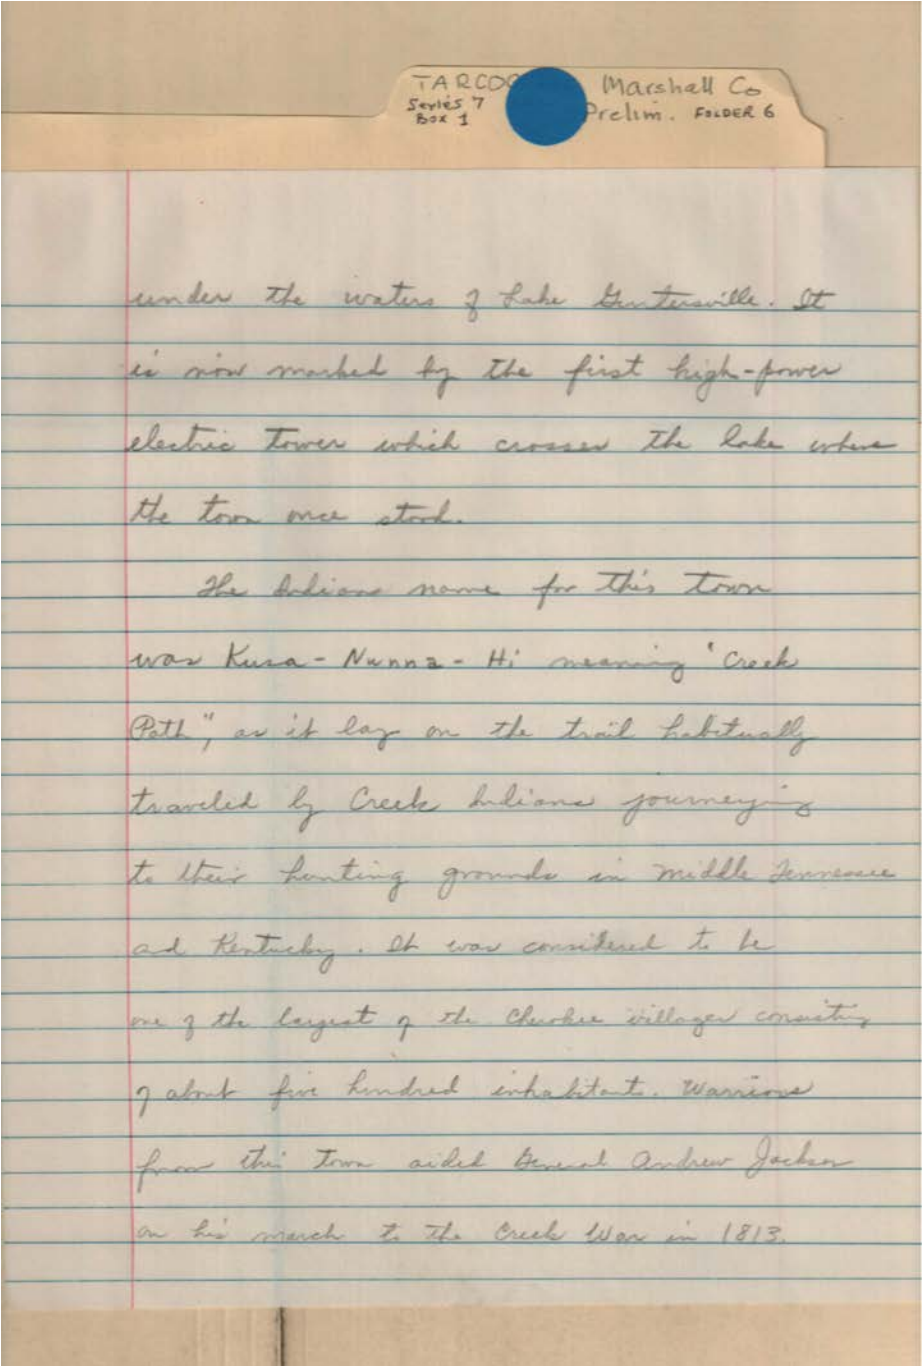 TARCOG Marshall Co
Series 7 Prelim. FOLDER 6
Box 1
under the waters of Lake Guntersville. It
is now marked by the first high-power
electric tower which crosses the lake where
the town once stood.
The Indians name for this town
was Kusa-Nunna-Hi meaning "Creek
Path", as it lay on the trail habitually
traveled by Creek Indians journeying
to their hunting grounds in middle Tennessee
ad Kentucky. It was considered to be
one of the largest of the Cherokee villages consisting
of about five hundred inhabitants. Warriors
from this town aided General Andrew Jackson
on his march to the Creek War in 1813.